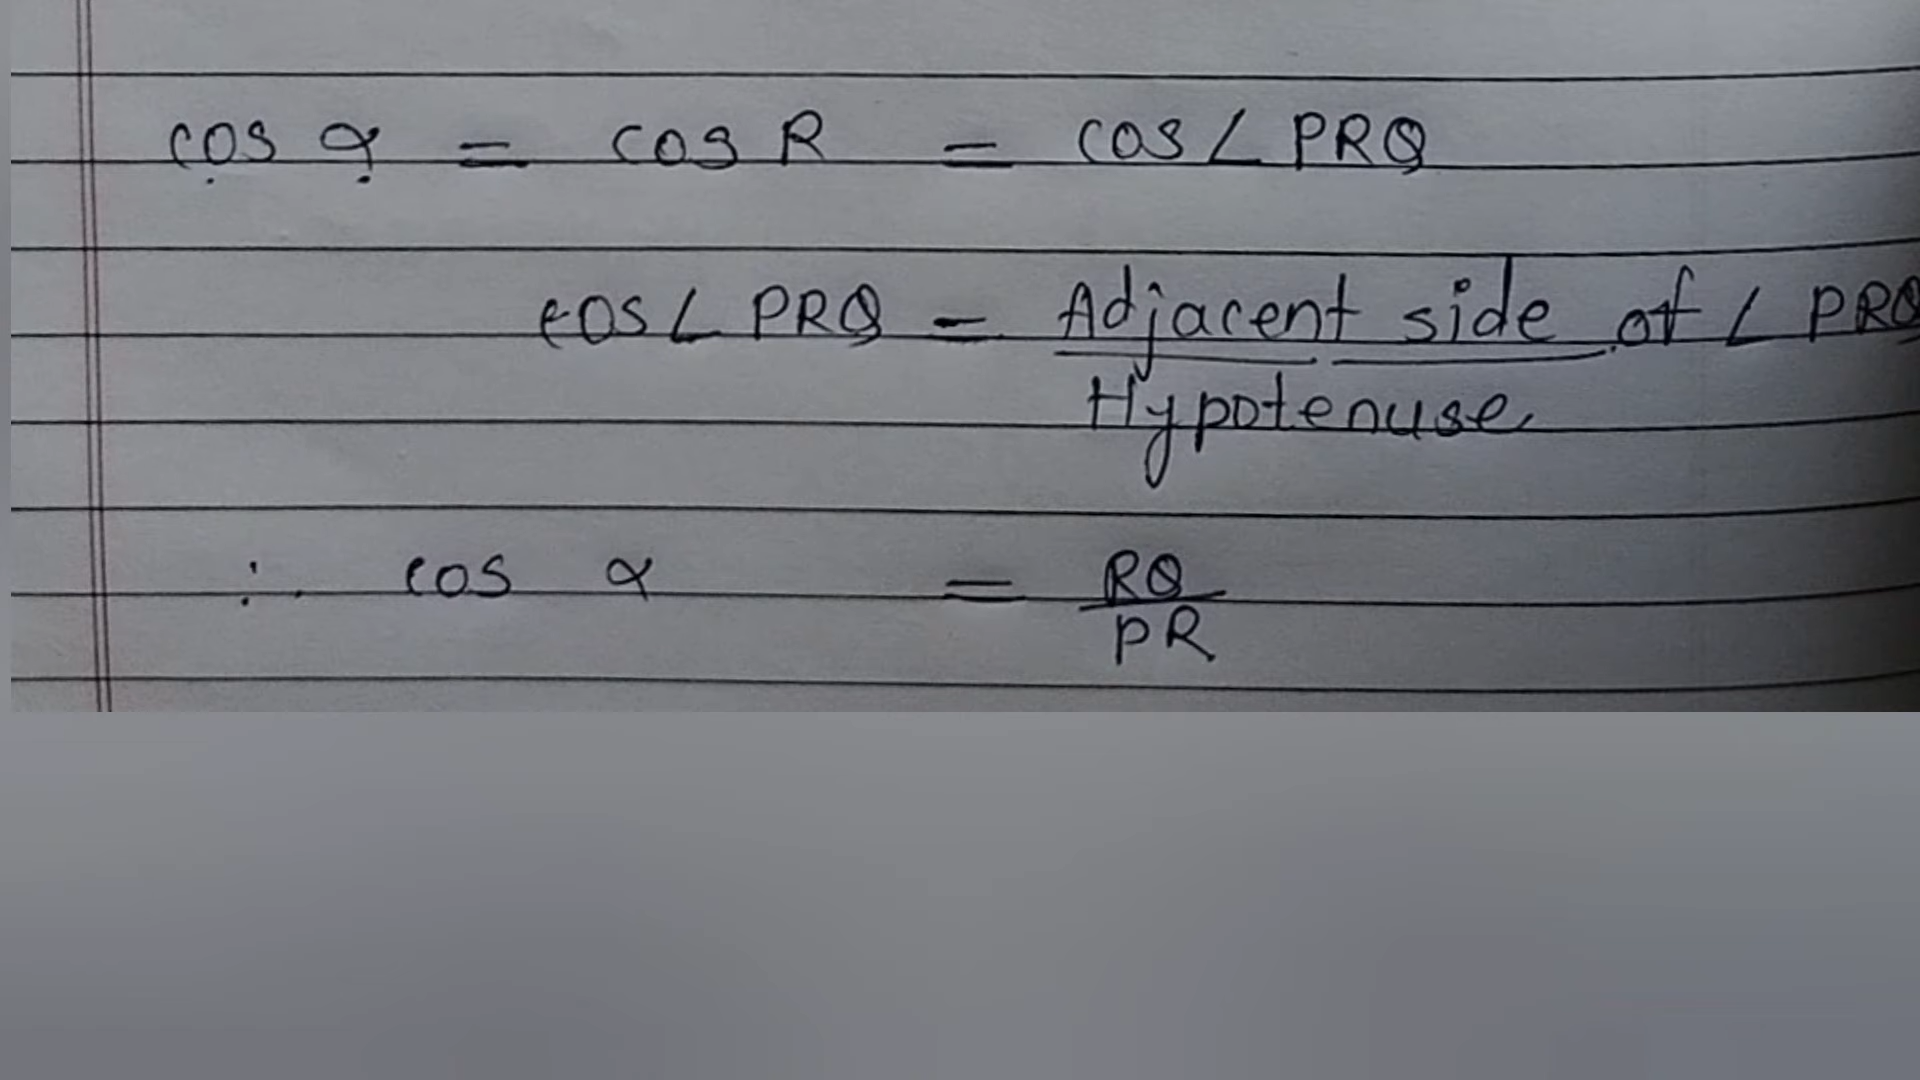 cos α = cos R = cos∠ PRQ
cos∠ PRQ = Adjacent side of ∠ PRQ
Hypotenuse
∴ cos α = RQ
PR